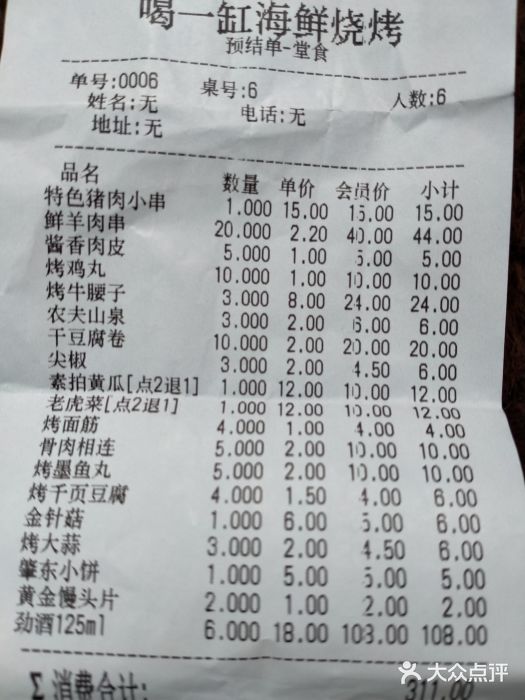 喝一缸海鲜烧烤
预结单-堂食
单号:0006 桌号:6 人数:6
姓名:无 电话:无
地址:无
品名 数量 单价 会员价 小计
特色猪肉小串 1.000 15.00 15.00 15.00
鲜羊肉串 20.000 2.20 40.00 44.00
酱香肉皮 5.000 1.00 5.00 5.00
烤鸡丸 10.000 1.00 10.00 10.00
烤牛腰子 3.000 8.00 24.00 24.00
农夫山泉 3.000 2.00 6.00 6.00
干豆腐卷 10.000 2.00 20.00 20.00
尖椒 3.000 2.00 4.50 6.00
素拍黄瓜[点2退1] 1.000 12.00 10.00 12.00
老虎菜[点2退1] 1.000 12.00 10.00 12.00
烤面筋 4.000 1.00 4.00 4.00
骨肉相连 5.000 2.00 10.00 10.00
烤墨鱼丸 5.000 2.00 10.00 10.00
烤千页豆腐 4.000 1.50 4.00 6.00
金针菇 1.000 6.00 5.00 6.00
烤大蒜 3.000 2.00 4.50 6.00
肇东小饼 1.000 5.00 5.00 5.00
黄金馒头片 2.000 1.00 2.00 2.00
劲酒125ml 6.000 18.00 108.00 108.00
Σ 消费合计:
大众点评